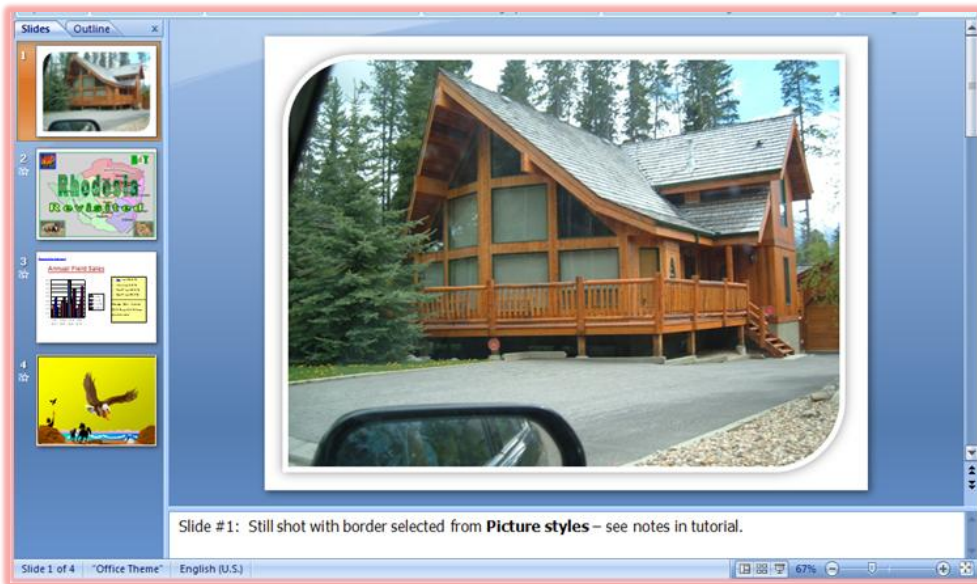 Slides Outline x
1
2
Rhodesia
Revisited
3
Annual Field Sales
4
Slide #1: Still shot with border selected from Picture styles – see notes in tutorial.
Slide 1 of 4 "Office Theme" English (U.S.) 67%